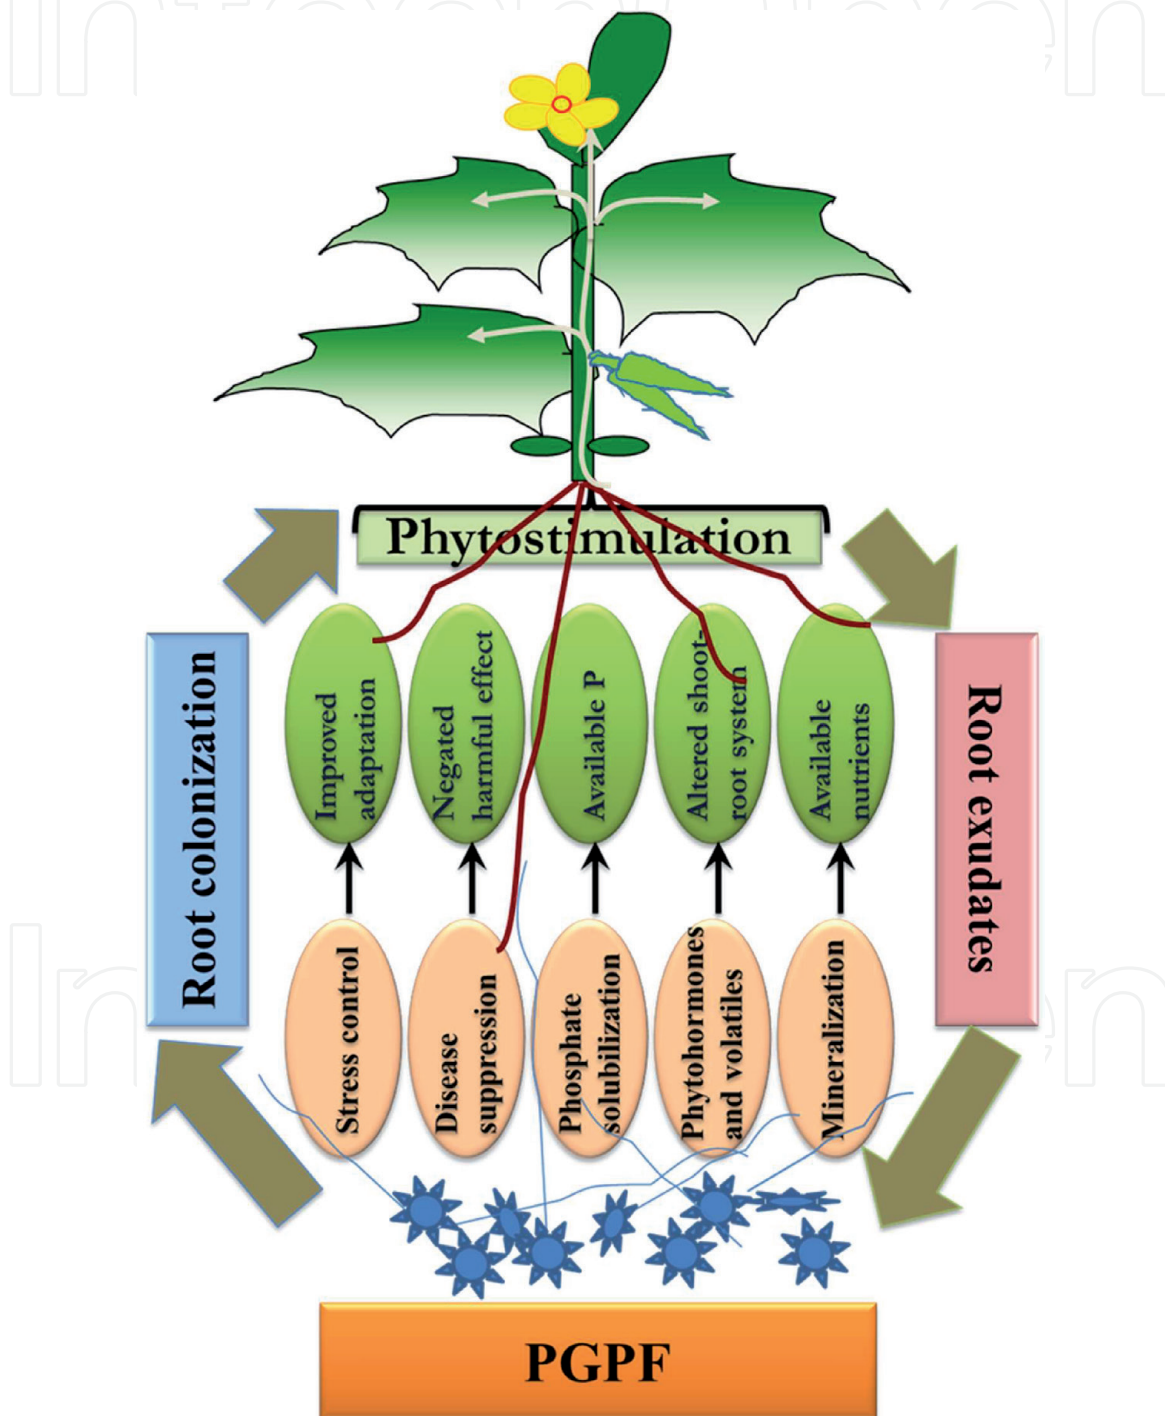 Phytostimulation
Root colonization
Improved
adaptation
Negated
harmful effect
Available P
Altered shoot-
root system
Available
nutrients
Root exudates
Stress control
Disease
suppression
Phosphate
solubilization
Phytohormones
and volatiles
Mineralization
PGPF